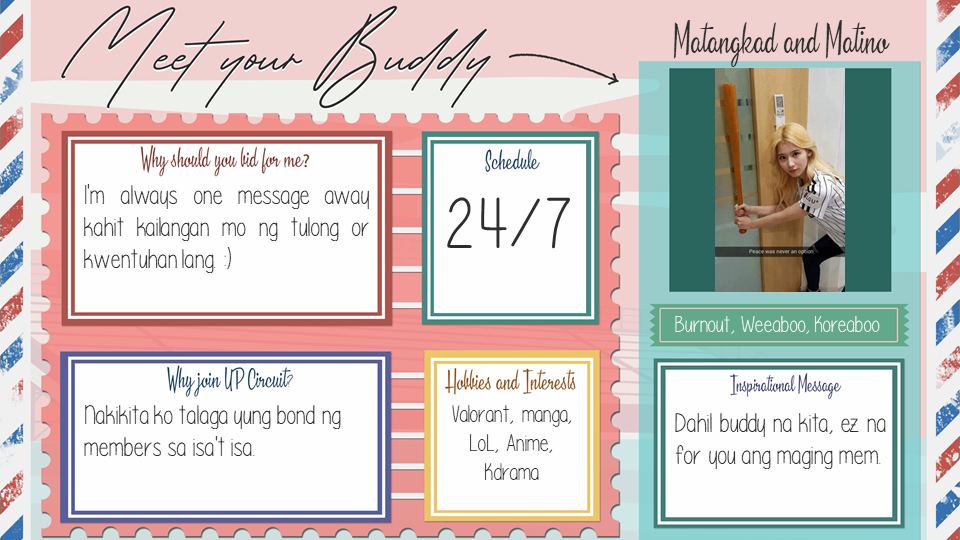 Meet your Buddy
Matangkad and Matino
Why should you bid for me?
I'm always one message away
kahit kailangan mo ng tulong or
kwentuhan lang. :)
Schedule
24/7
Peace was never an option
Burnout, Weeaboo, Koreaboo
Why join UP Circuit?
Nakikita ko talaga yung bond ng
members sa isa't isa.
Hobbies and Interests
Valorant, manga,
LoL, Anime,
Kdrama
Inspirational Message
Dahil buddy na kita, ez na
for you ang maging mem.